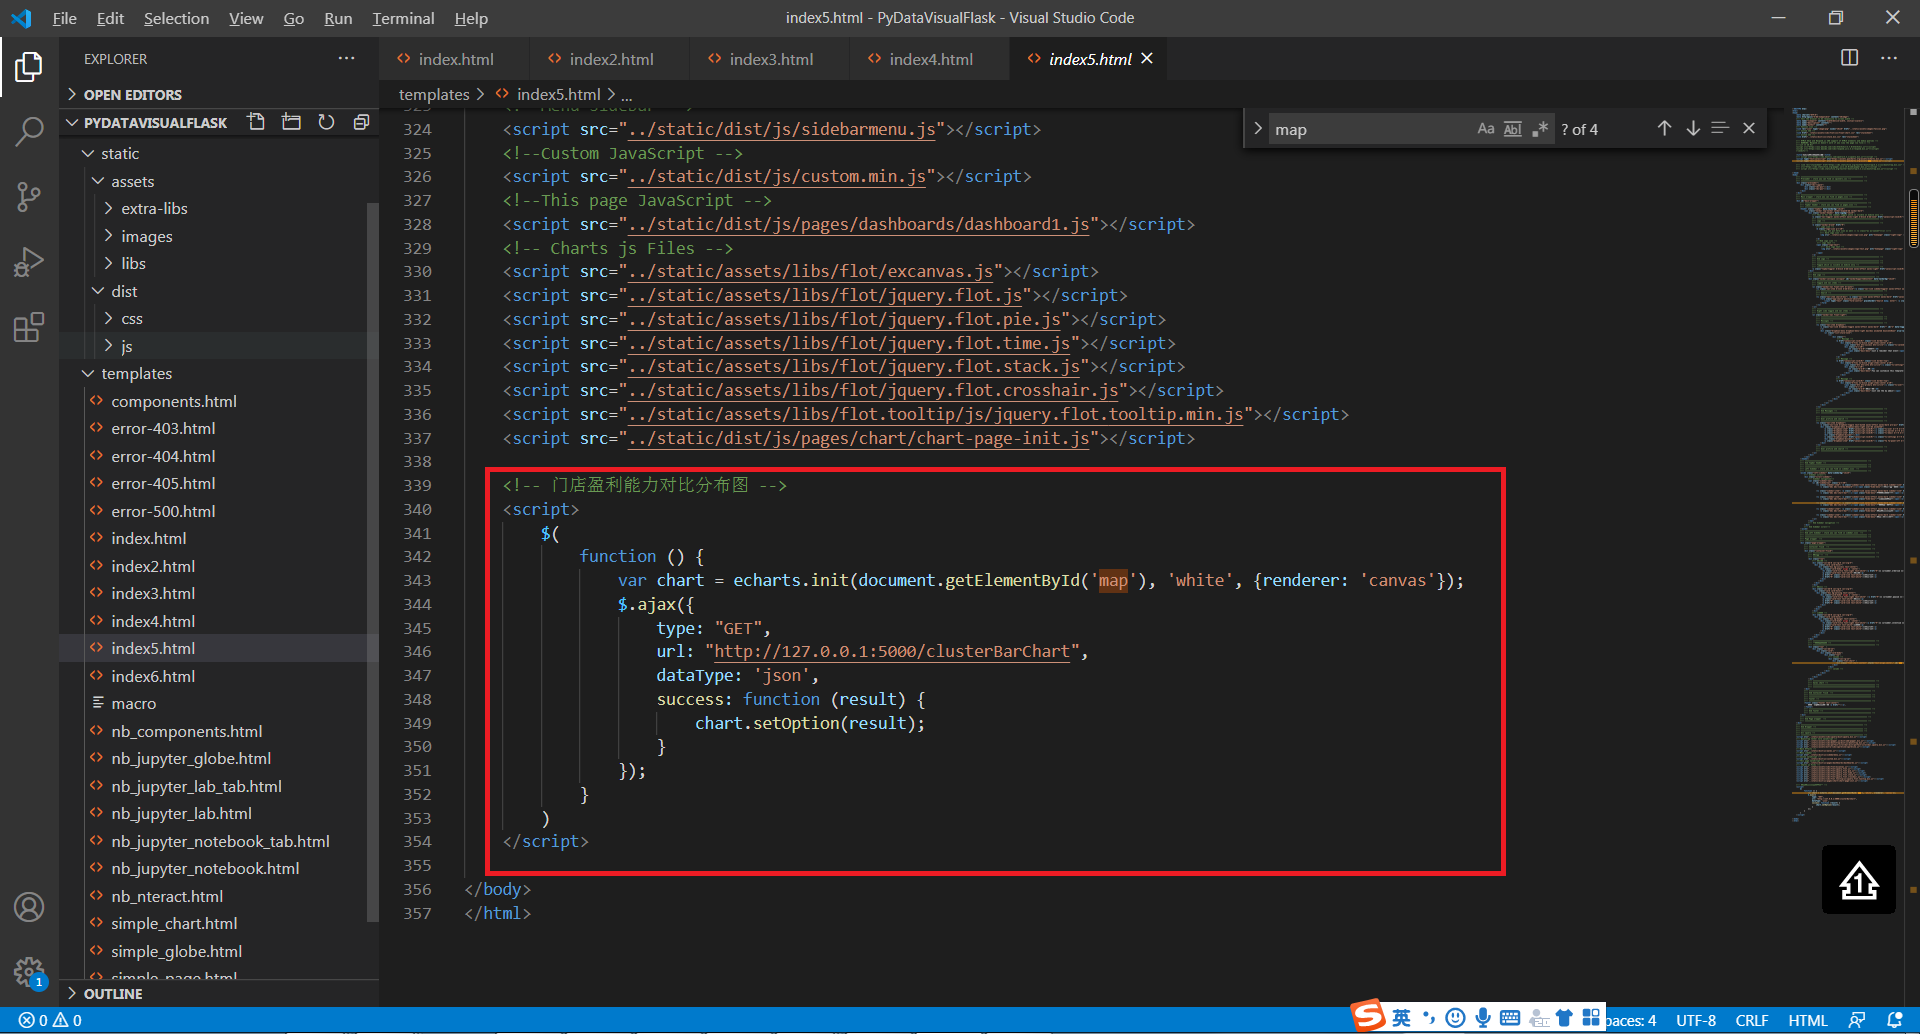 File Edit Selection View Go Run Terminal Help
index5.html - PyDataVisualFlask - Visual Studio Code
EXPLORER
OPEN EDITORS
PYDATAVISUALFLASK
static
assets
extra-libs
images
libs
dist
css
js
templates
components.html
error-403.html
error-404.html
error-405.html
error-500.html
index.html
index2.html
index3.html
index4.html
index5.html
index6.html
macro
nb_components.html
nb_jupyter_globe.html
nb_jupyter_lab_tab.html
nb_jupyter_lab.html
nb_jupyter_notebook_tab.html
nb_jupyter_notebook.html
nb_nteract.html
simple_chart.html
simple_globe.html
simple_page.html
OUTLINE
index.html index2.html index3.html index4.html index5.html
templates > index5.html > ...
map Aa Abl ? of 4
324 <script src="../static/dist/js/sidebarmenu.js"></script>
325 <!--Custom JavaScript -->
326 <script src="../static/dist/js/custom.min.js"></script>
327 <!--This page JavaScript -->
328 <script src="../static/dist/js/pages/dashboards/dashboard1.js"></script>
329 <!-- Charts js Files -->
330 <script src="../static/assets/libs/flot/excanvas.js"></script>
331 <script src="../static/assets/libs/flot/jquery.flot.js"></script>
332 <script src="../static/assets/libs/flot/jquery.flot.pie.js"></script>
333 <script src="../static/assets/libs/flot/jquery.flot.time.js"></script>
334 <script src="../static/assets/libs/flot/jquery.flot.stack.js"></script>
335 <script src="../static/assets/libs/flot/jquery.flot.crosshair.js"></script>
336 <script src="../static/assets/libs/flot.tooltip/js/jquery.flot.tooltip.min.js"></script>
337 <script src="../static/dist/js/pages/chart/chart-page-init.js"></script>
338
339 <!-- 门店盈利能力对比分布图 -->
340 <script>
341 $(
342 function () {
343 var chart = echarts.init(document.getElementById('map'), 'white', {renderer: 'canvas'});
344 $.ajax({
345 type: "GET",
346 url: "http://127.0.0.1:5000/clusterBarChart",
347 dataType: 'json',
348 success: function (result) {
349 chart.setOption(result);
350 }
351 });
352 }
353 )
354 </script>
355
356 </body>
357 </html>
1
1
0 0
S 英
paces: 4 UTF-8 CRLF HTML